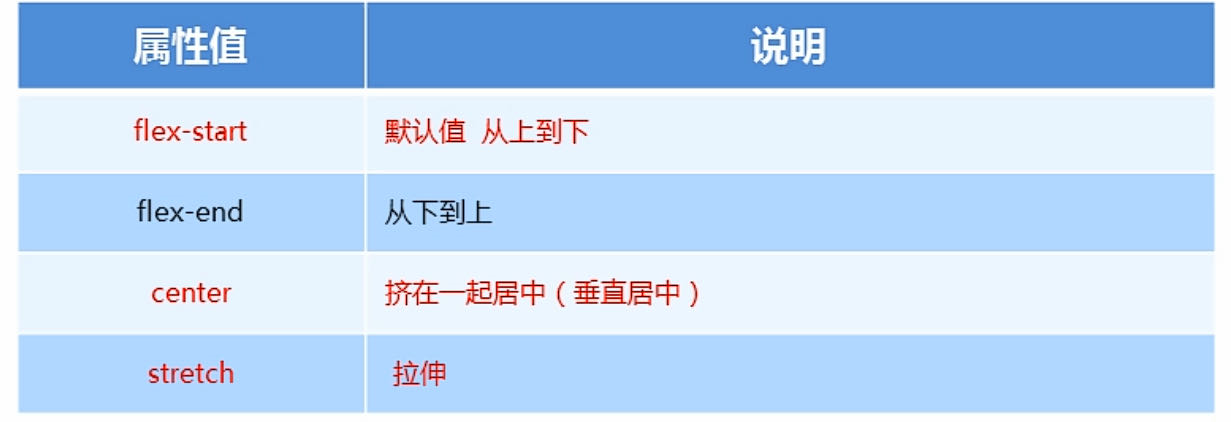 属性值 说明
flex-start 默认值 从上到下
flex-end 从下到上
center 挤在一起居中（垂直居中）
stretch 拉伸